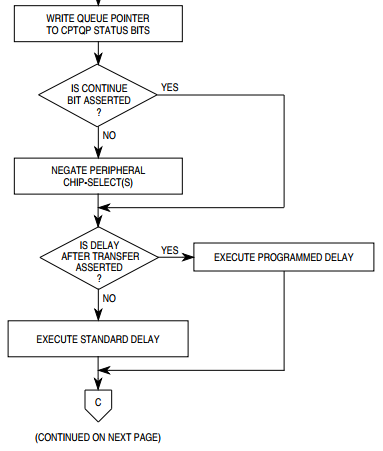 WRITE QUEUE POINTER
TO CPTQP STATUS BITS
IS CONTINUE
BIT ASSERTED
?
YES
NO
NEGATE PERIPHERAL
CHIP-SELECT(S)
IS DELAY
AFTER TRANSFER
ASSERTED
?
YES
EXECUTE PROGRAMMED DELAY
NO
EXECUTE STANDARD DELAY
C
(CONTINUED ON NEXT PAGE)